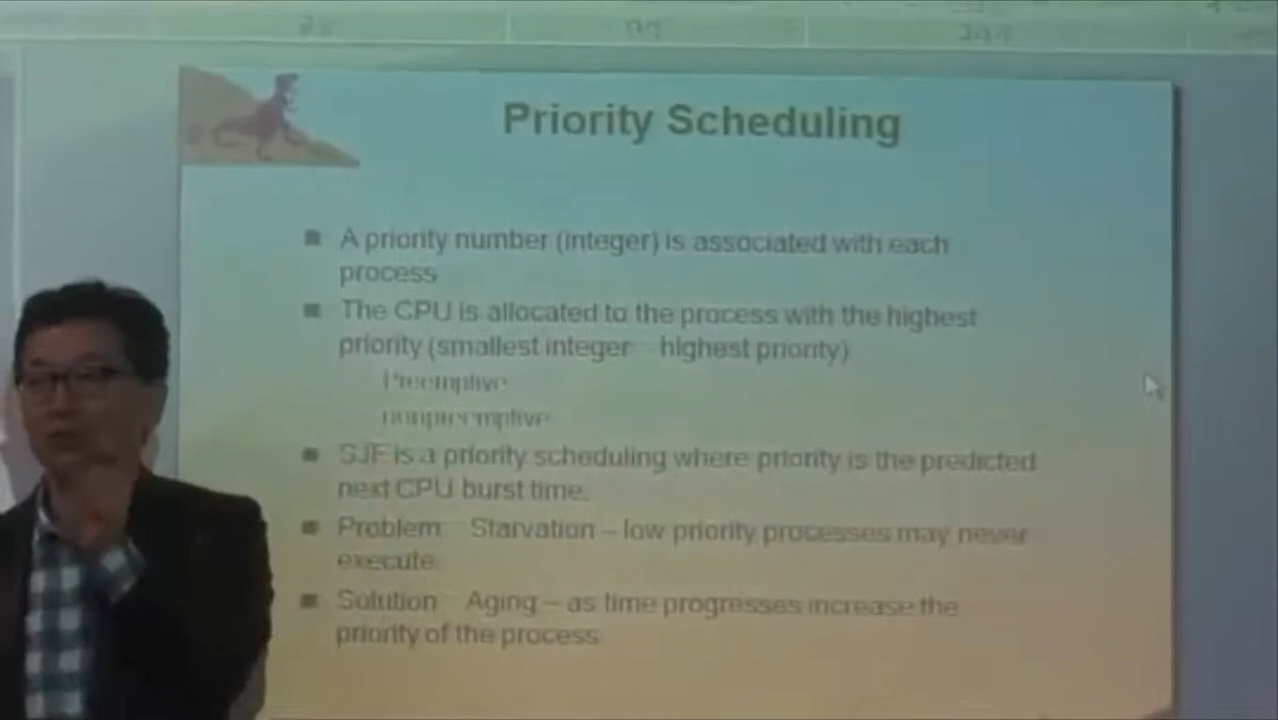 Priority Scheduling
A priority number (integer) is associated with each
process
The CPU is allocated to the process with the highest
priority (smallest integer highest priority)
Preemptive
nonpreemptive
SJF is a priority scheduling where priority is the predicted
next CPU burst time.
Problem Starvation – low priority processes may never
execute
Solution Aging – as time progresses increase the
priority of the process